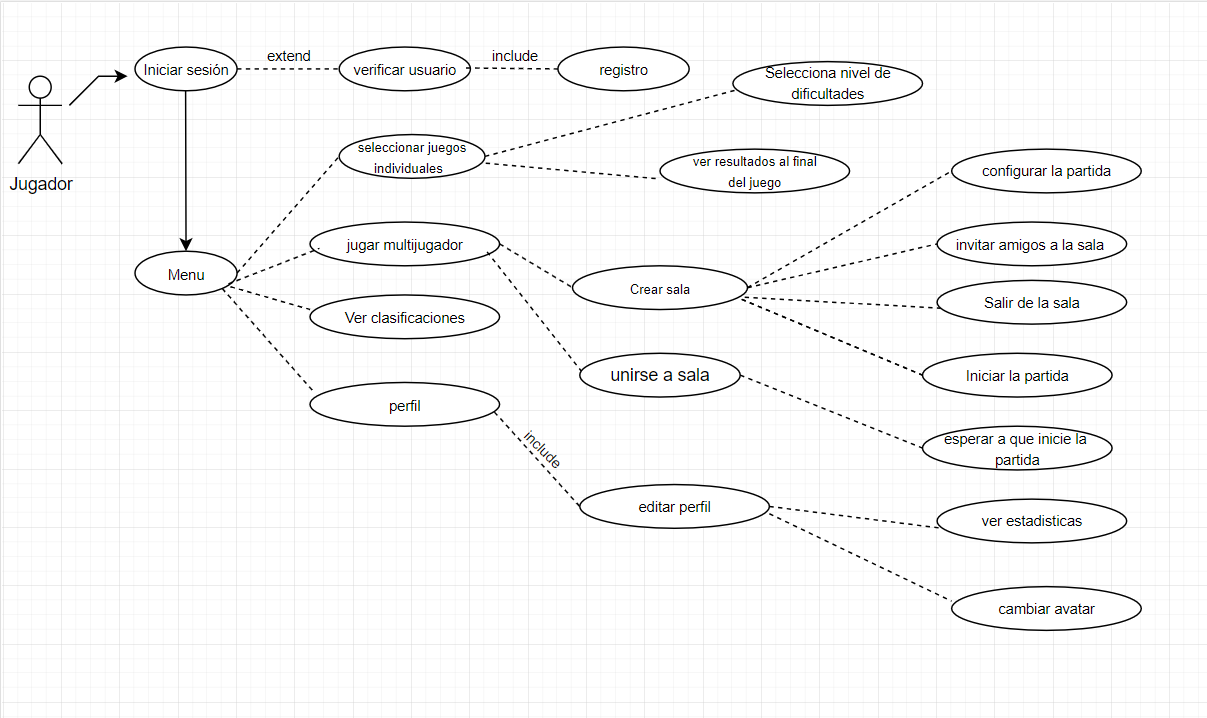 extend
include
Iniciar sesión
verificar usuario
registro
Selecciona nivel de
dificultades
Jugador
seleccionar juegos
individuales
ver resultados al final
del juego
configurar la partida
jugar multijugador
invitar amigos a la sala
Menu
Crear sala
Salir de la sala
Ver clasificaciones
unirse a sala
Iniciar la partida
perfil
esperar a que inicie la
partida
include
editar perfil
ver estadisticas
cambiar avatar